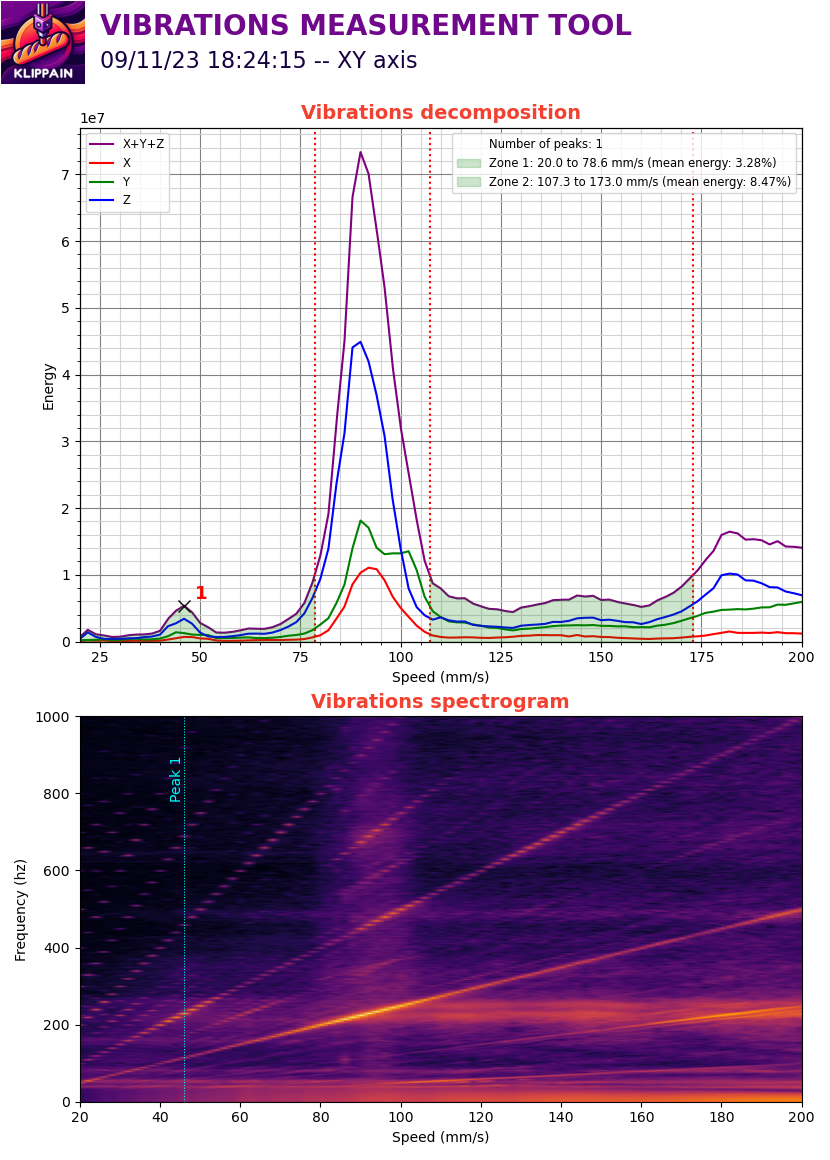 VIBRATIONS MEASUREMENT TOOL
09/11/23 18:24:15 -- XY axis
KLIPPAIN
Vibrations decomposition
1e7
X+Y+Z
X
Y
Z
Number of peaks: 1
Zone 1: 20.0 to 78.6 mm/s (mean energy: 3.28%)
Zone 2: 107.3 to 173.0 mm/s (mean energy: 8.47%)
7
6
5
4
3
2
1
0
Energy
1
25 50 75 100 125 150 175 200
Speed (mm/s)
Vibrations spectrogram
1000
800
600
400
200
0
Frequency (hz)
Peak 1
20 40 60 80 100 120 140 160 180 200
Speed (mm/s)